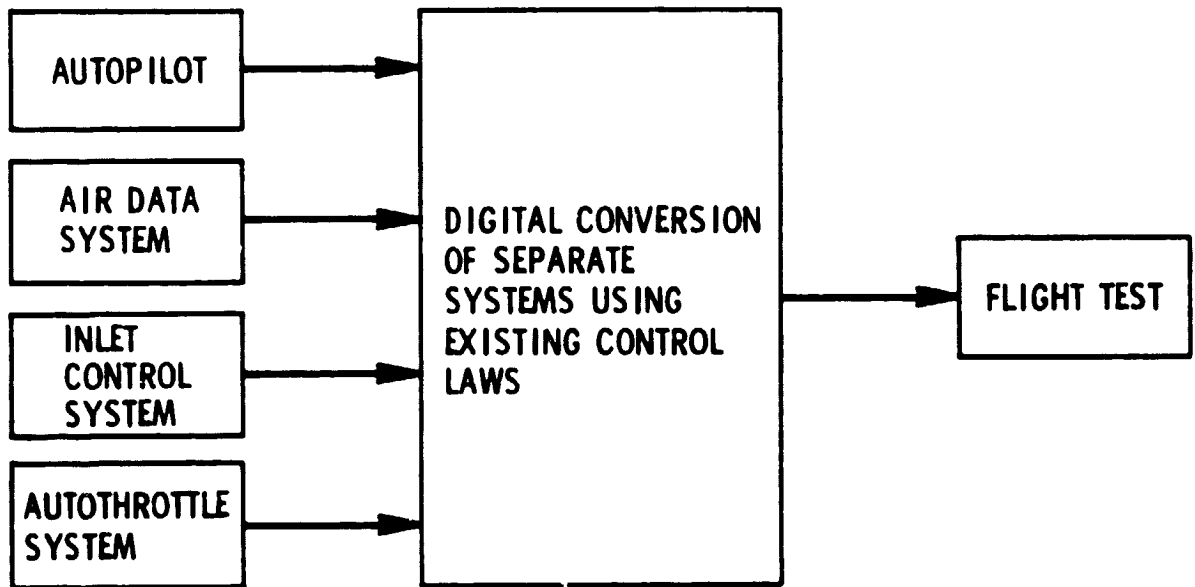 AUTOPILOT
AIR DATA
SYSTEM
INLET
CONTROL
SYSTEM
AUTOTHROTTLE
SYSTEM
DIGITAL CONVERSION
OF SEPARATE
SYSTEMS USING
EXISTING CONTROL
LAWS
FLIGHT TEST